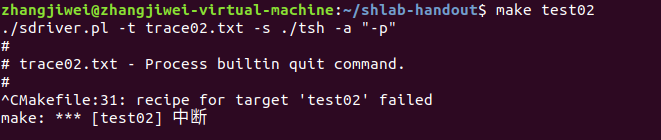 zhangjiwei@zhangjiwei-virtual-machine:~/shlab-handout$ make test02
./sdriver.pl -t trace02.txt -s ./tsh -a "-p"
#
# trace02.txt - Process builtin quit command.
#
^CMakefile:31: recipe for target 'test02' failed
make: *** [test02] 中断